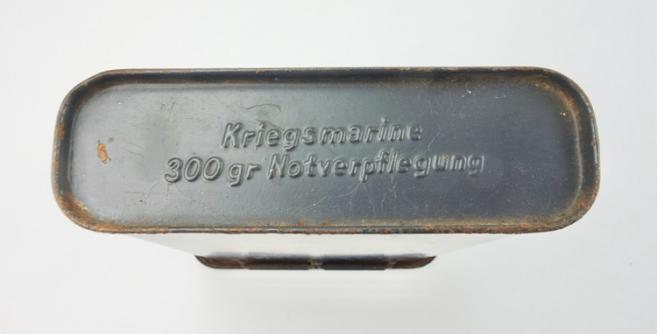 Kriegsmarine
300 gr Notverpflegung